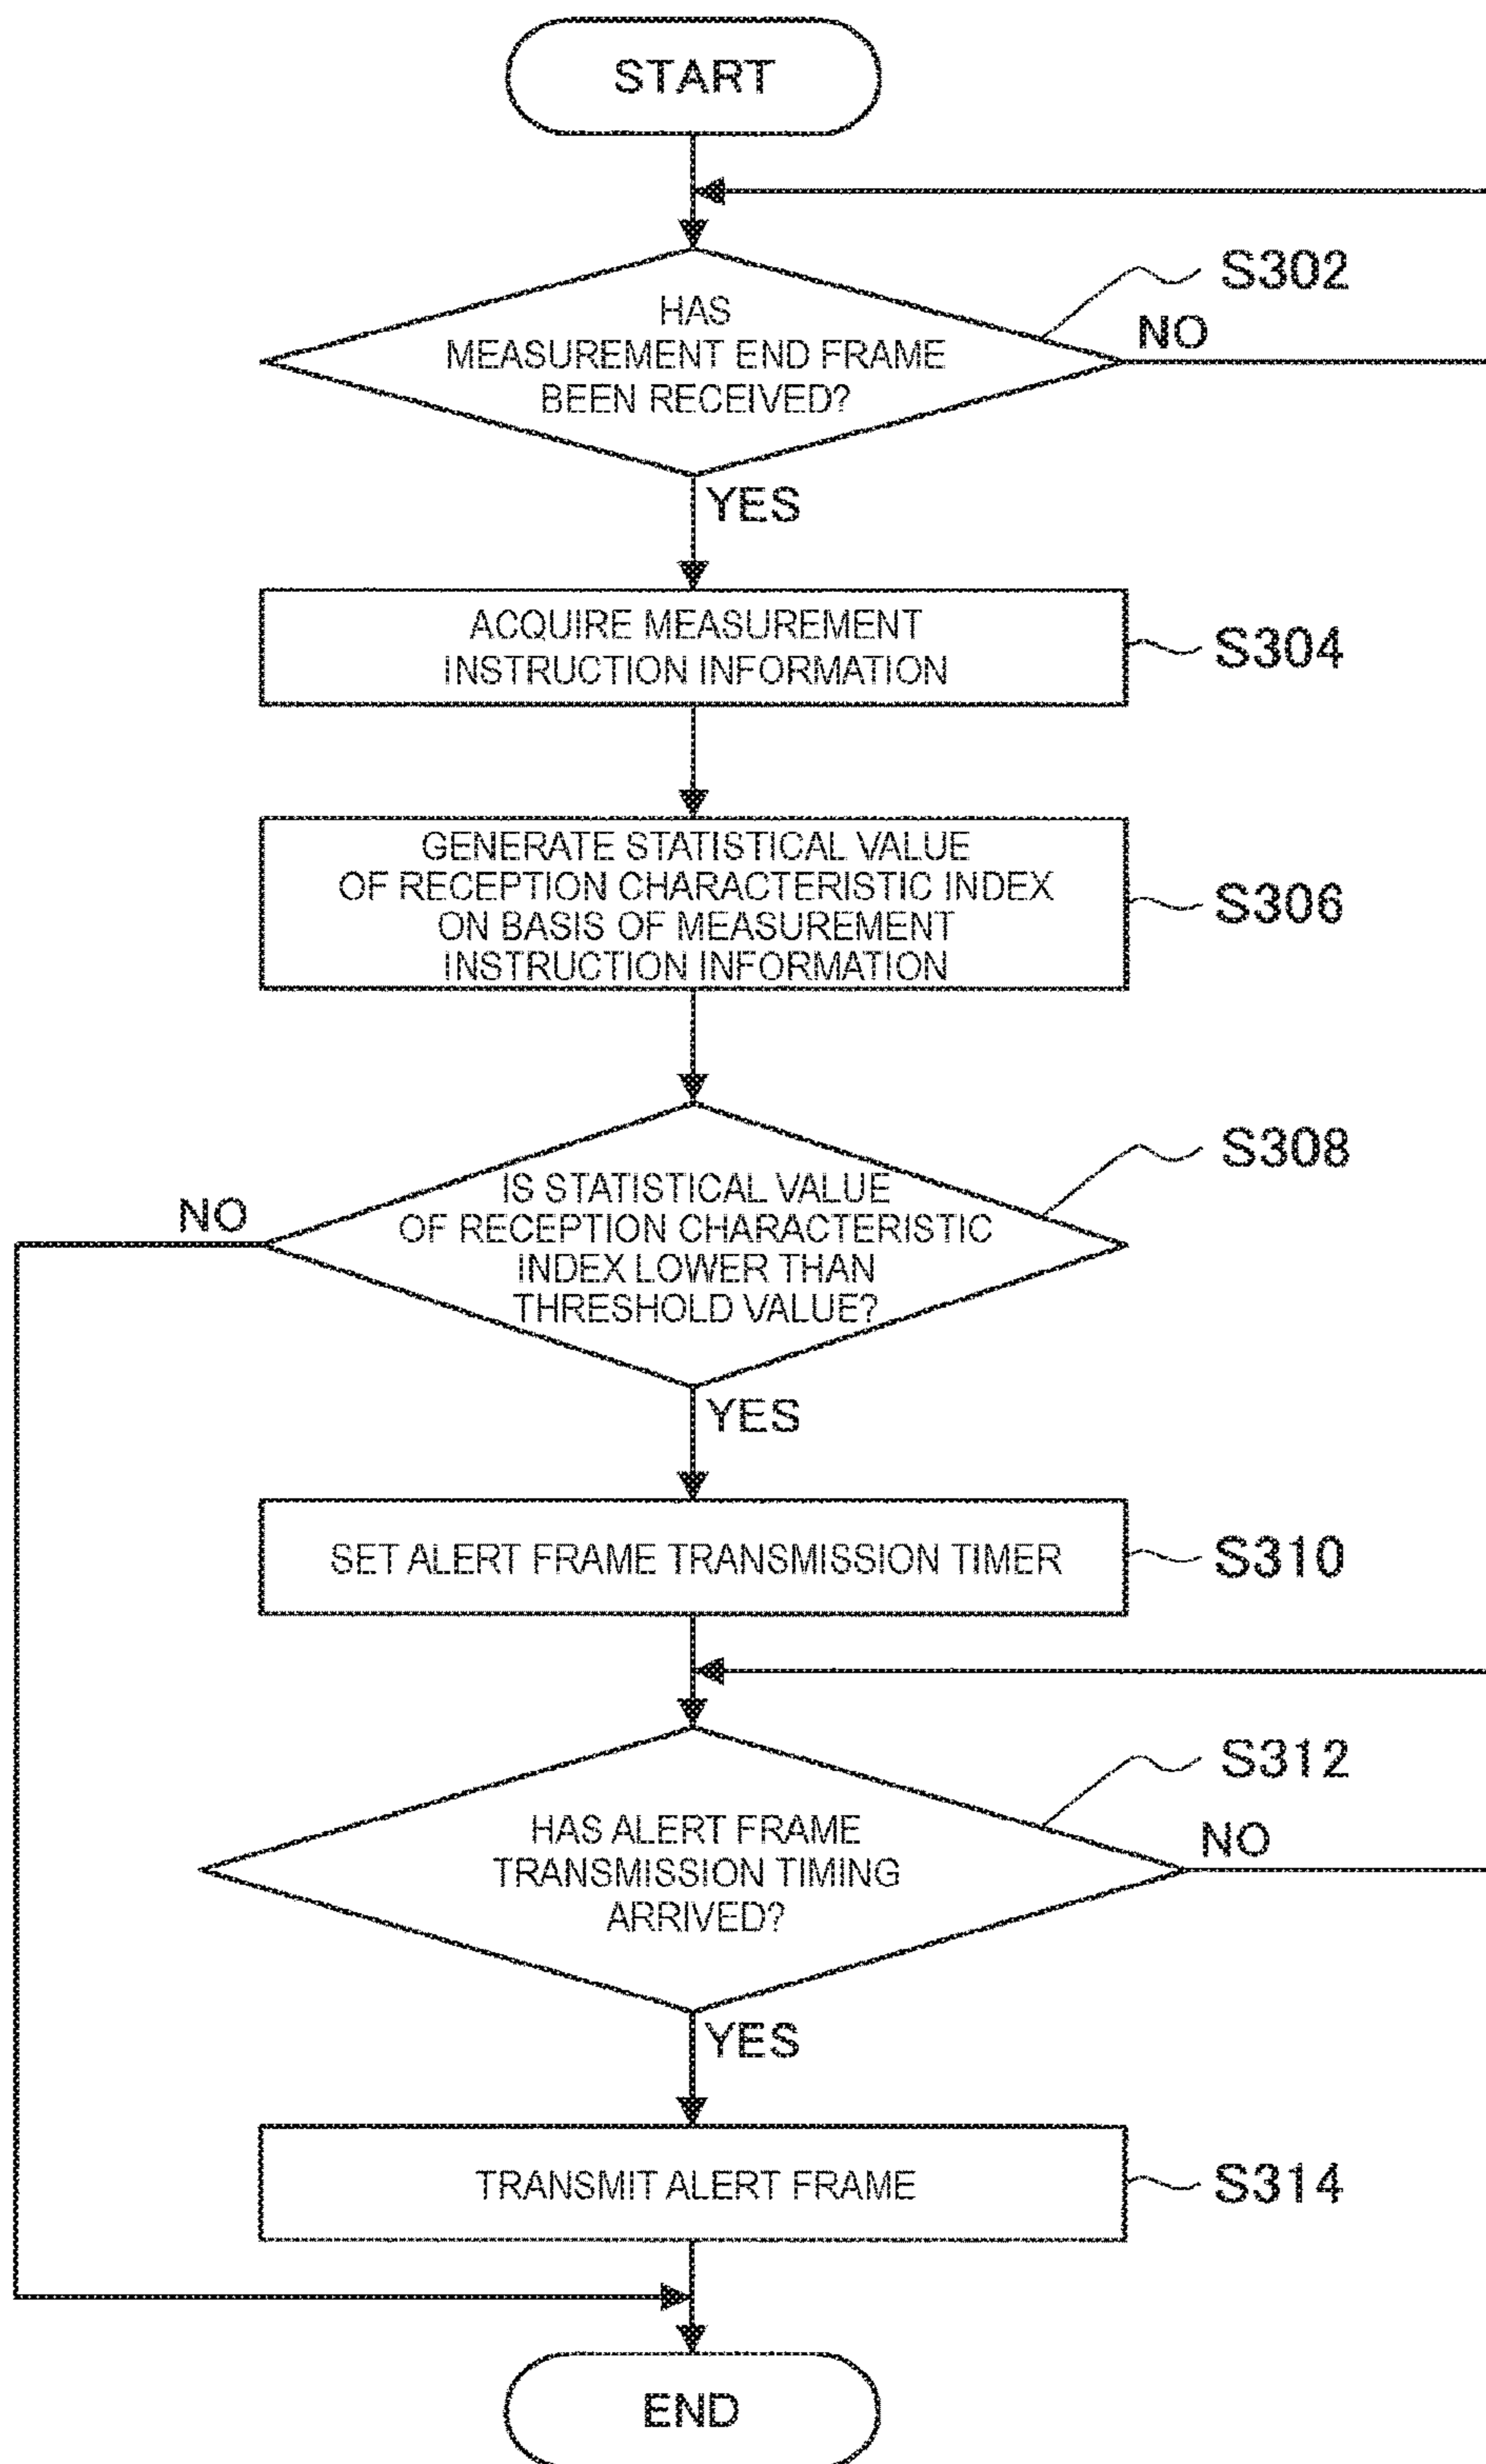 START
S302
HAS
MEASUREMENT END FRAME
BEEN RECEIVED?
NO
YES
ACQUIRE MEASUREMENT
INSTRUCTION INFORMATION
S304
GENERATE STATISTICAL VALUE
OF RECEPTION CHARACTERISTIC INDEX
ON BASIS OF MEASUREMENT
INSTRUCTION INFORMATION
S306
S308
IS STATISTICAL VALUE
OF RECEPTION CHARACTERISTIC
INDEX LOWER THAN
THRESHOLD VALUE?
NO
YES
SET ALERT FRAME TRANSMISSION TIMER
S310
S312
HAS ALERT FRAME
TRANSMISSION TIMING
ARRIVED?
NO
YES
TRANSMIT ALERT FRAME
S314
END